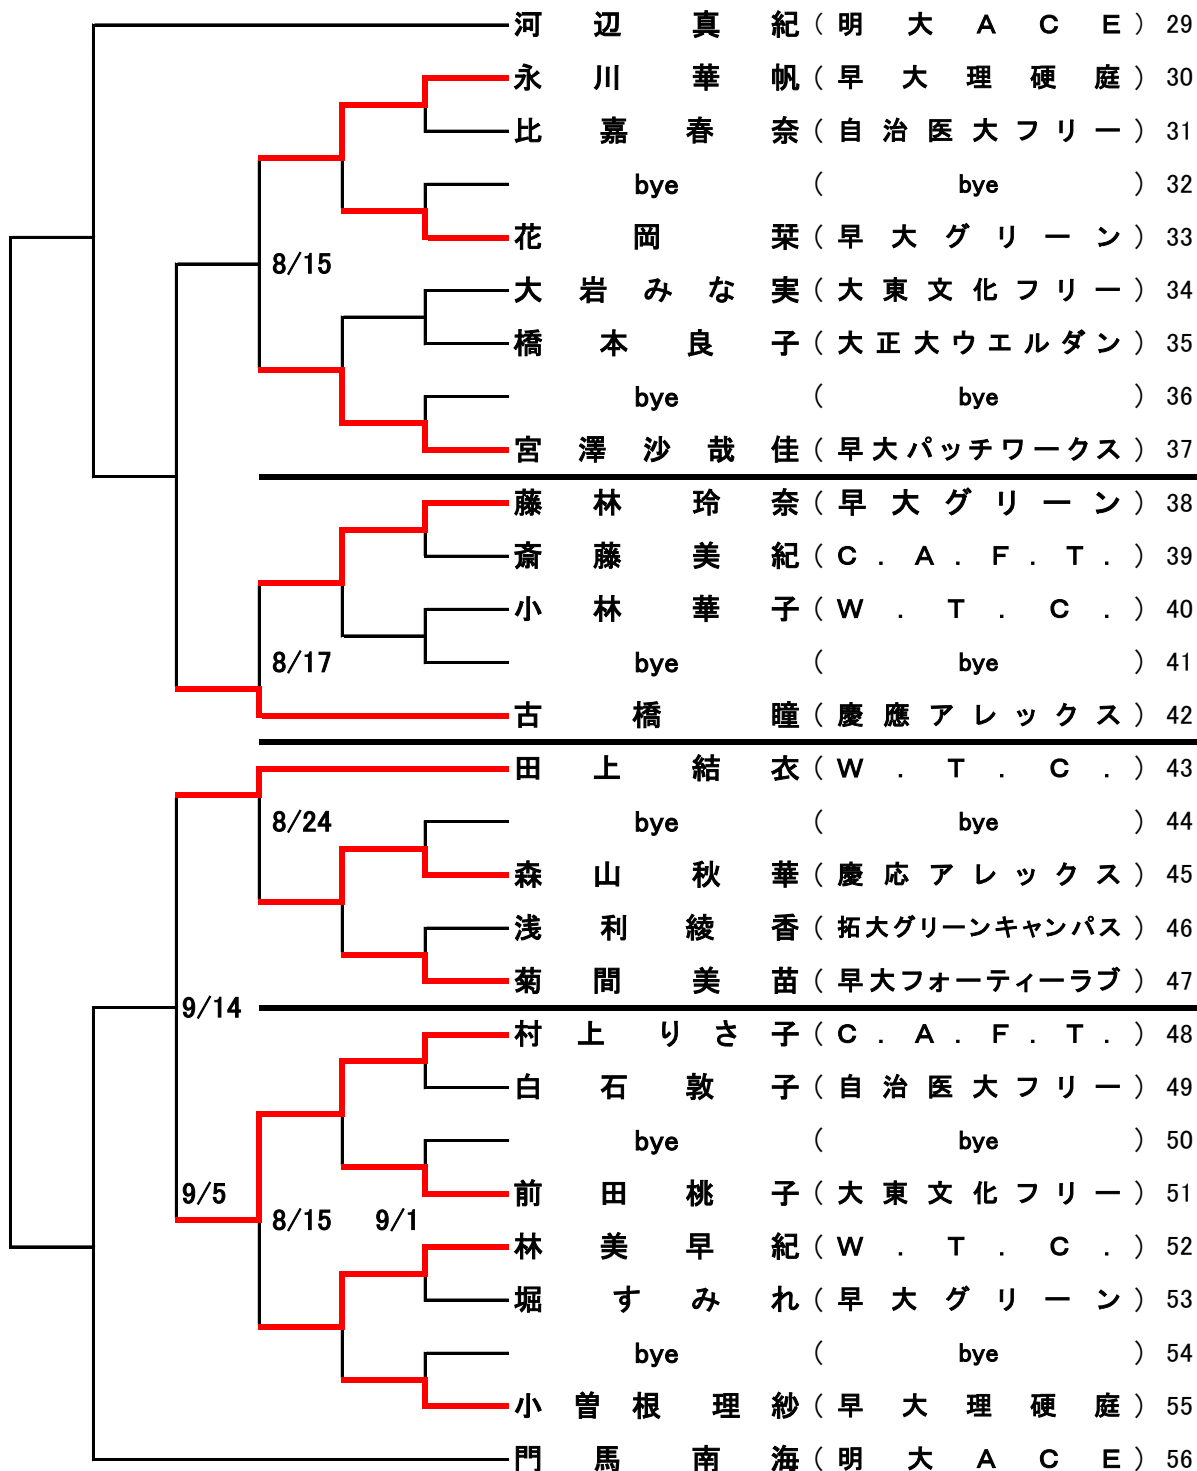 河辺真紀(明大ACE)29
永川華帆(早大理硬庭)30
比嘉春奈(自治医大フリー)31
bye(bye)32
花岡栞(早大グリーン)33
8/15
大岩みな実(大東文化フリー)34
橋本良子(大正大ウエルダン)35
bye(bye)36
宮澤沙哉佳(早大パッチワークス)37
藤林玲奈(早大グリーン)38
斎藤美紀(C.A.F.T.)39
小林華子(W.T.C.)40
8/17
bye(bye)41
古橋瞳(慶應アレックス)42
田上結衣(W.T.C.)43
8/24
bye(bye)44
森山秋華(慶応アレックス)45
浅利綾香(拓大グリーンキャンパス)46
菊間美苗(早大フォーティーラブ)47
9/14
村上りさ子(C.A.F.T.)48
白石敦子(自治医大フリー)49
bye(bye)50
9/5
前田桃子(大東文化フリー)51
8/15 9/1
林美早紀(W.T.C.)52
堀すみれ(早大グリーン)53
bye(bye)54
小曽根理紗(早大理硬庭)55
門馬南海(明大ACE)56